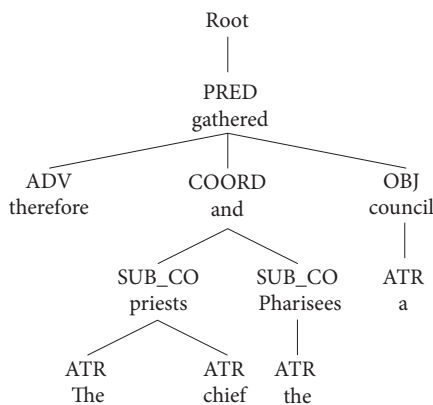 Root
PRED
gathered
ADV COORD OBJ
therefore and council
SUB_CO SUB_CO ATR
priests Pharisees a
ATR ATR ATR
The chief the